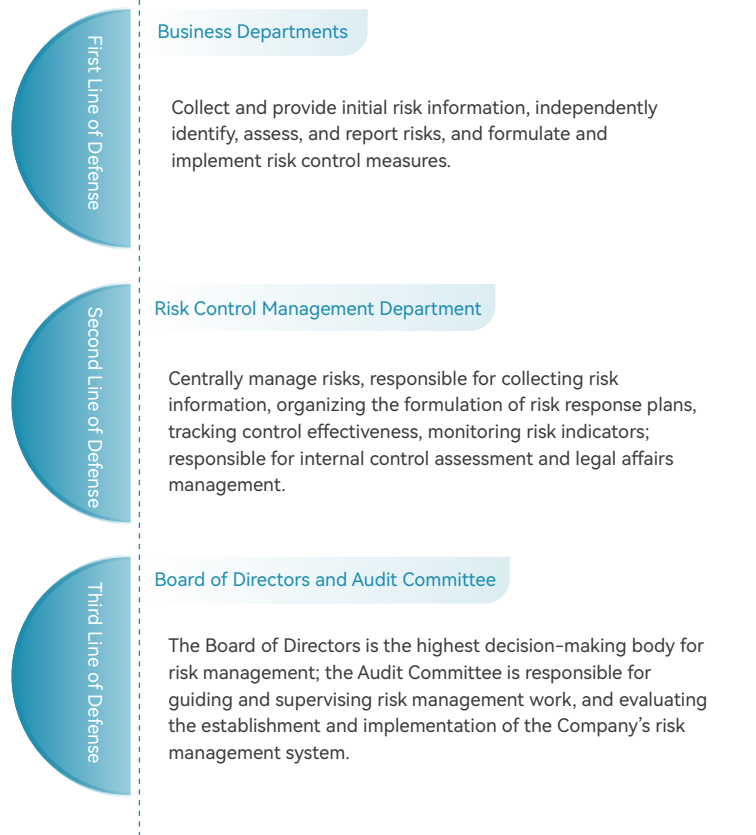 First Line of Defense
Business Departments
Collect and provide initial risk information, independently
identify, assess, and report risks, and formulate and
implement risk control measures.
Second Line of Defense
Risk Control Management Department
Centrally manage risks, responsible for collecting risk
information, organizing the formulation of risk response plans,
tracking control effectiveness, monitoring risk indicators;
responsible for internal control assessment and legal affairs
management.
Third Line of Defense
Board of Directors and Audit Committee
The Board of Directors is the highest decision-making body for
risk management; the Audit Committee is responsible for
guiding and supervising risk management work, and evaluating
the establishment and implementation of the Company’s risk
management system.